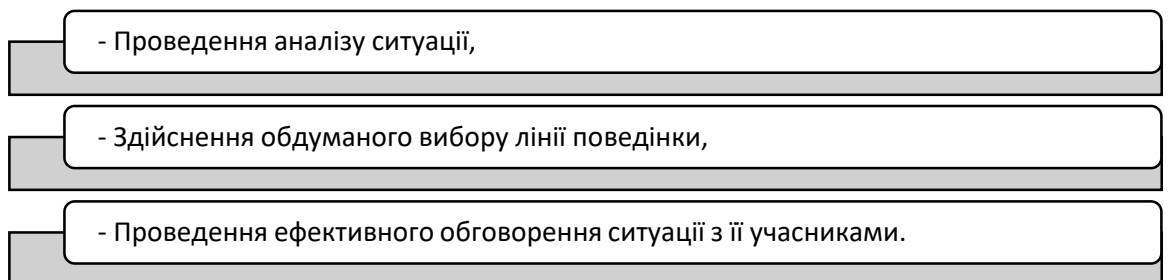 - Проведення аналізу ситуації,
- Здійснення обдуманого вибору лінії поведінки,
- Проведення ефективного обговорення ситуації з її учасниками.